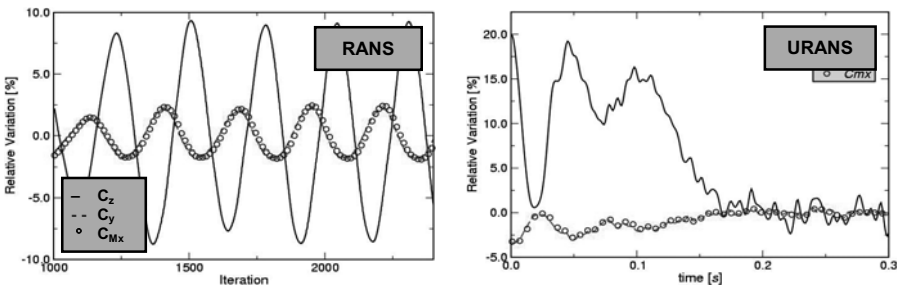 10.0
5.0
0.0
-5.0
-10.0
Relative Variation [%]
RANS
— Cz
-- Cy
o CMx
1000
1500
2000
Iteration
20.0
15.0
10.0
5.0
0.0
-5.0
Relative Variation [%]
URANS
o Cmx
0.0
0.1
0.2
0.3
time [s]